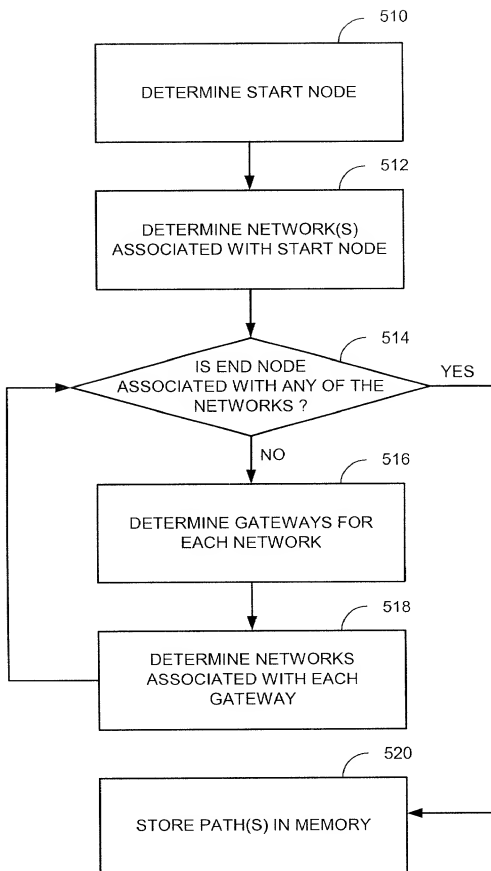 510
DETERMINE START NODE
512
DETERMINE NETWORK(S)
ASSOCIATED WITH START NODE
514
IS END NODE
ASSOCIATED WITH ANY OF THE
NETWORKS ?
YES
NO
516
DETERMINE GATEWAYS FOR
EACH NETWORK
518
DETERMINE NETWORKS
ASSOCIATED WITH EACH
GATEWAY
520
STORE PATH(S) IN MEMORY